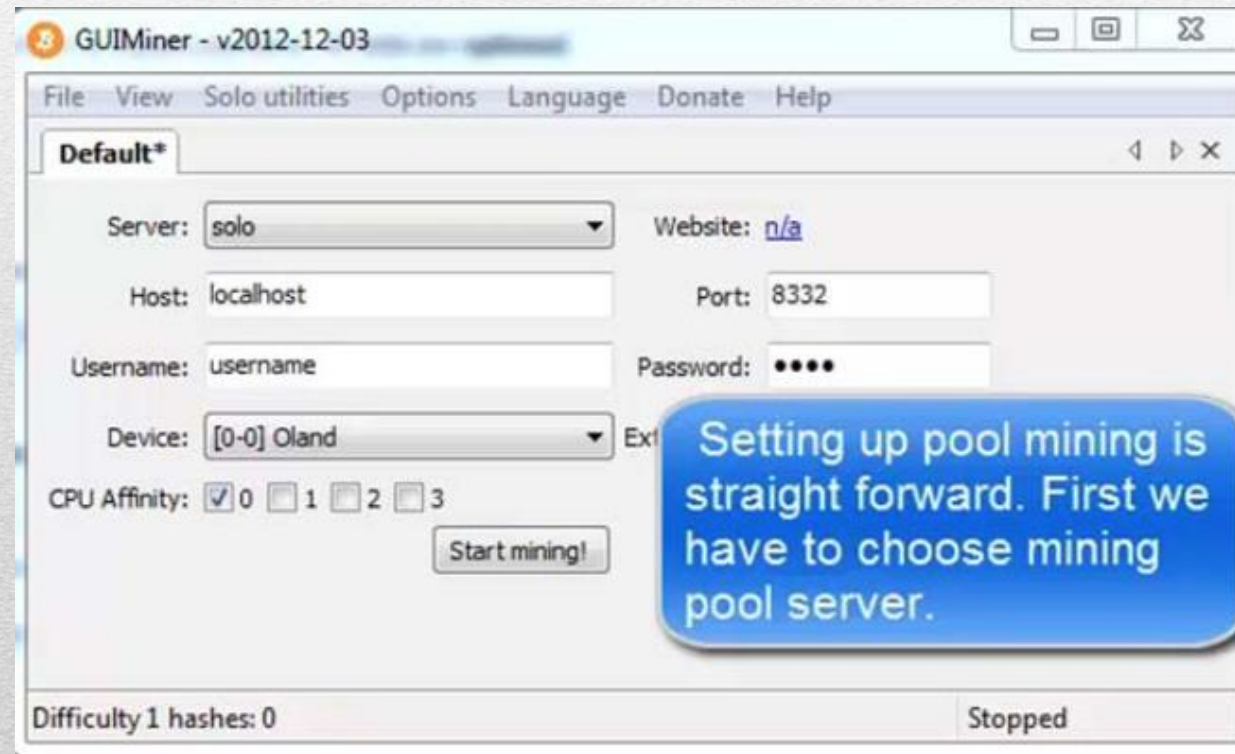 GUIMiner - v2012-12-03
File View Solo utilities Options Language Donate Help
Default*
Server: solo Website: n/a
Host: localhost Port: 8332
Username: username Password: ••••
Device: [0-0] Oland
CPU Affinity: 0 1 2 3
Start mining!
Setting up pool mining is
straight forward. First we
have to choose mining
pool server.
Difficulty 1 hashes: 0 Stopped